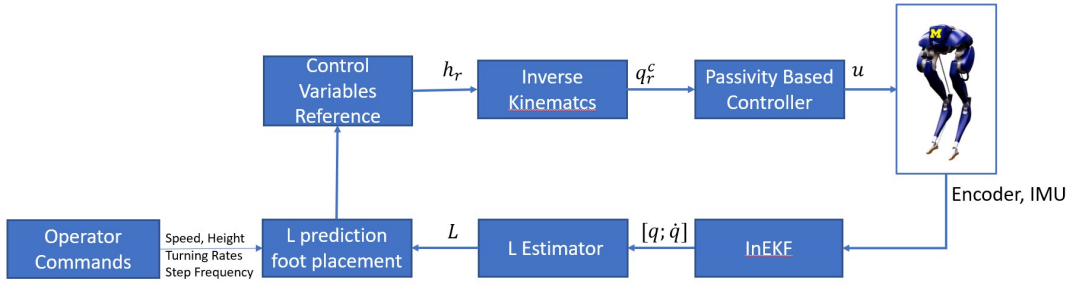 Control
Variables
Reference
h_r
Inverse
Kinematcs
q_r^c
Passivity Based
Controller
u
M
Encoder, IMU
Operator
Commands
Speed, Height
Turning Rates
Step Frequency
L prediction
foot placement
L
L Estimator
[q; q̇]
InEKF